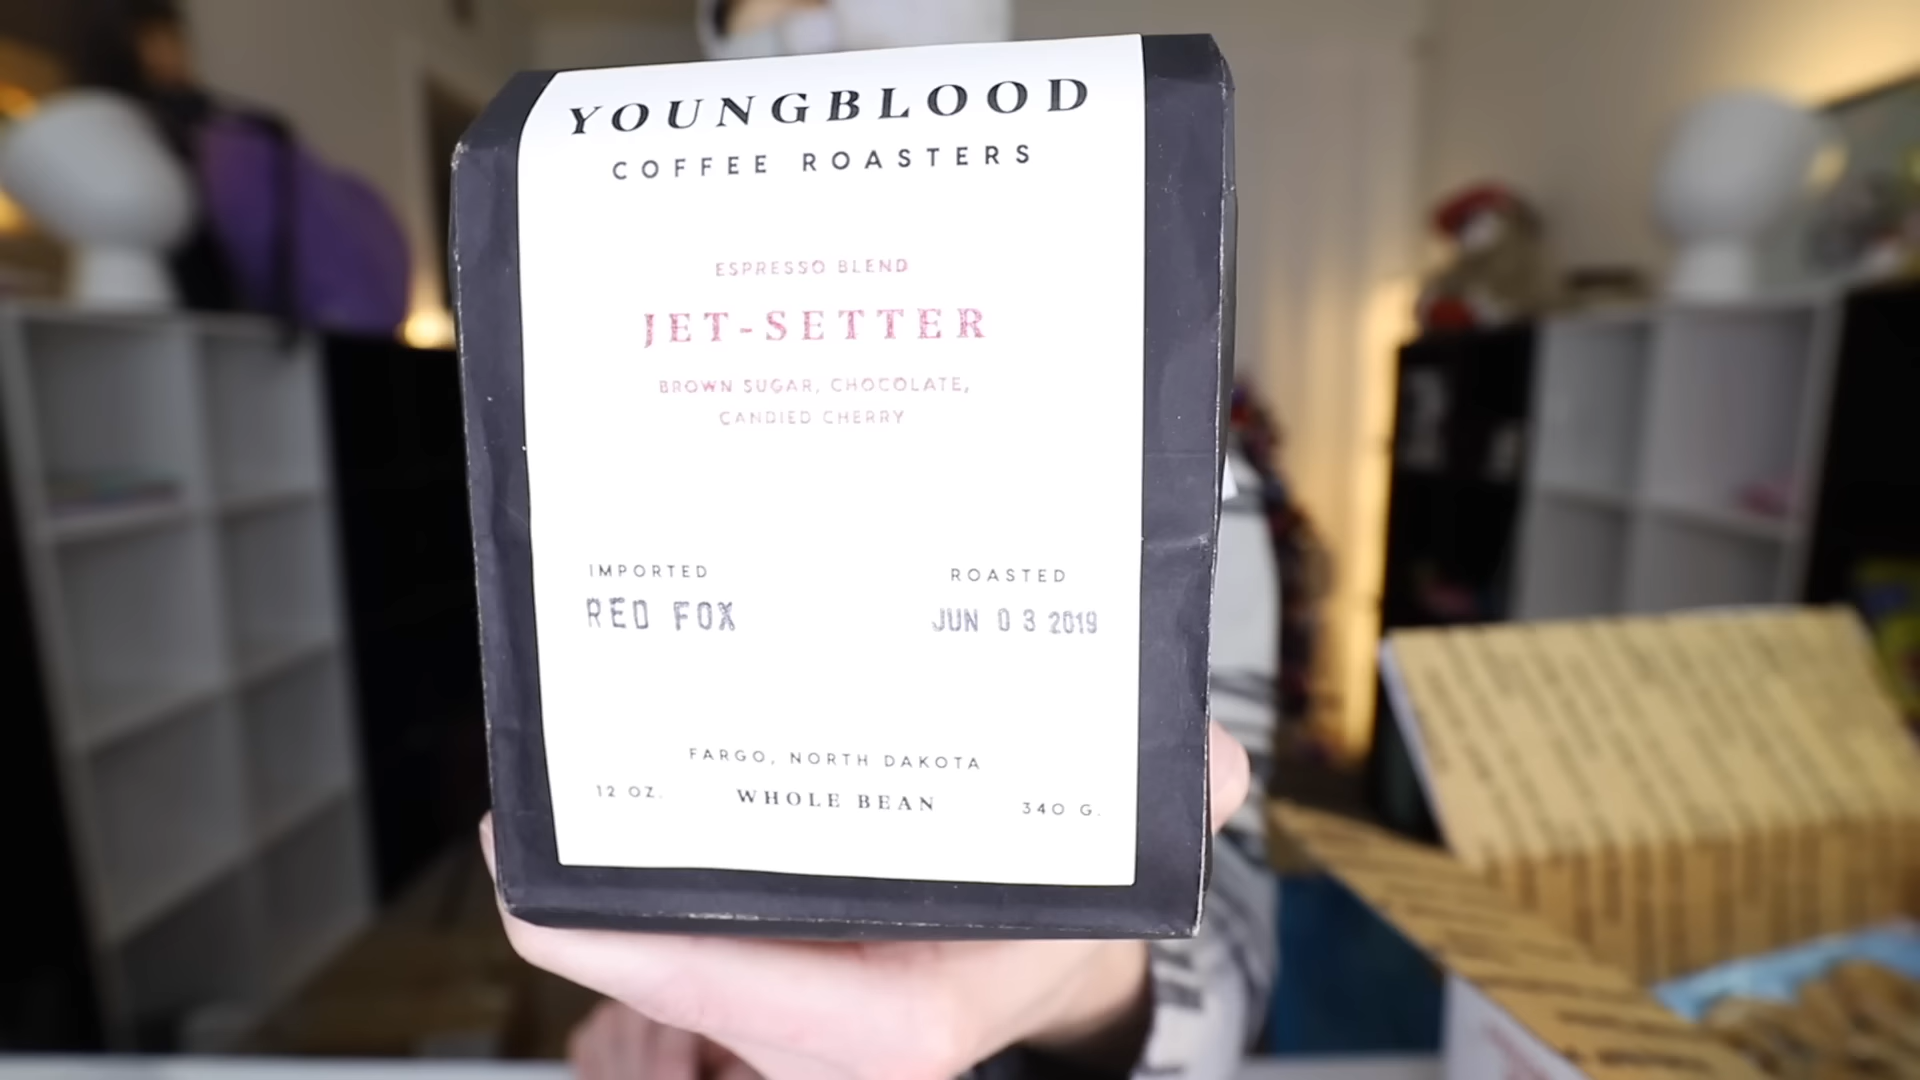 YOUNGBLOOD
COFFEE ROASTERS
ESPRESSO BLEND
JET-SETTER
BROWN SUGAR, CHOCOLATE,
CANDIED CHERRY
IMPORTED
RED FOX
ROASTED
JUN 03 2019
FARGO, NORTH DAKOTA
12 OZ.
WHOLE BEAN
340 G.